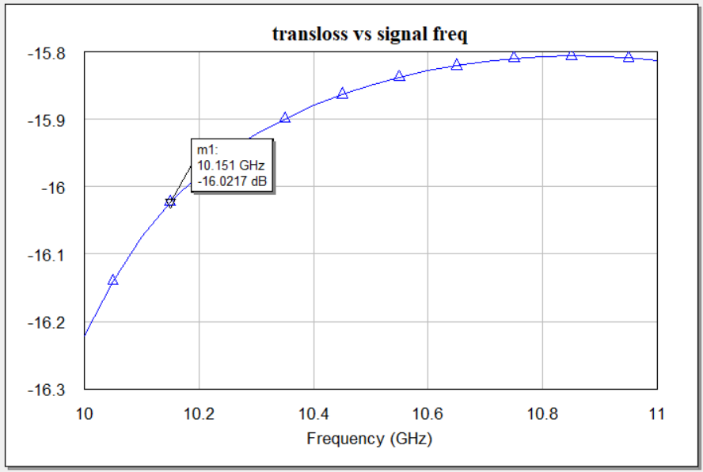 transloss vs signal freq
-15.8
-15.9
-16
-16.1
-16.2
-16.3
m1:
10.151 GHz
-16.0217 dB
10 10.2 10.4 10.6 10.8 11
Frequency (GHz)